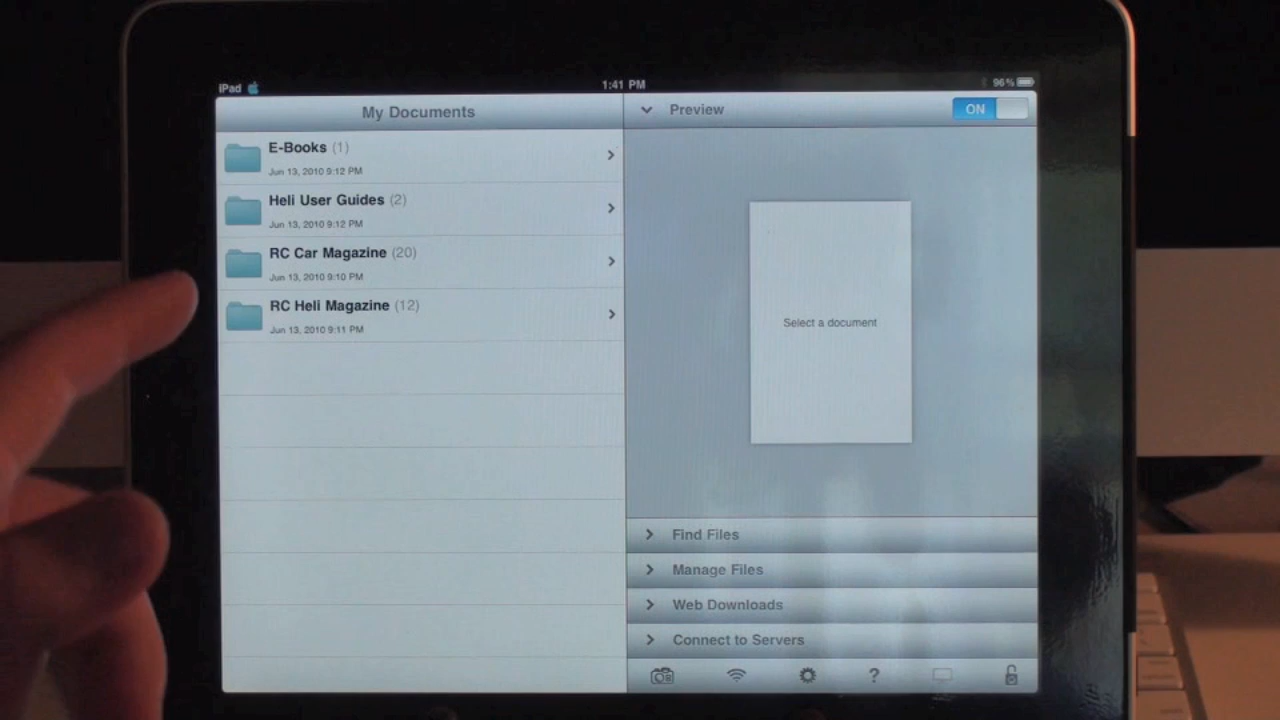 iPad
1:41 PM
96%
My Documents
Preview
ON
E-Books (1)
Jun 13, 2010 9:12 PM
Heli User Guides (2)
Jun 13, 2010 9:12 PM
RC Car Magazine (20)
Jun 13, 2010 9:10 PM
RC Heli Magazine (12)
Jun 13, 2010 9:11 PM
Select a document
Find Files
Manage Files
Web Downloads
Connect to Servers
?